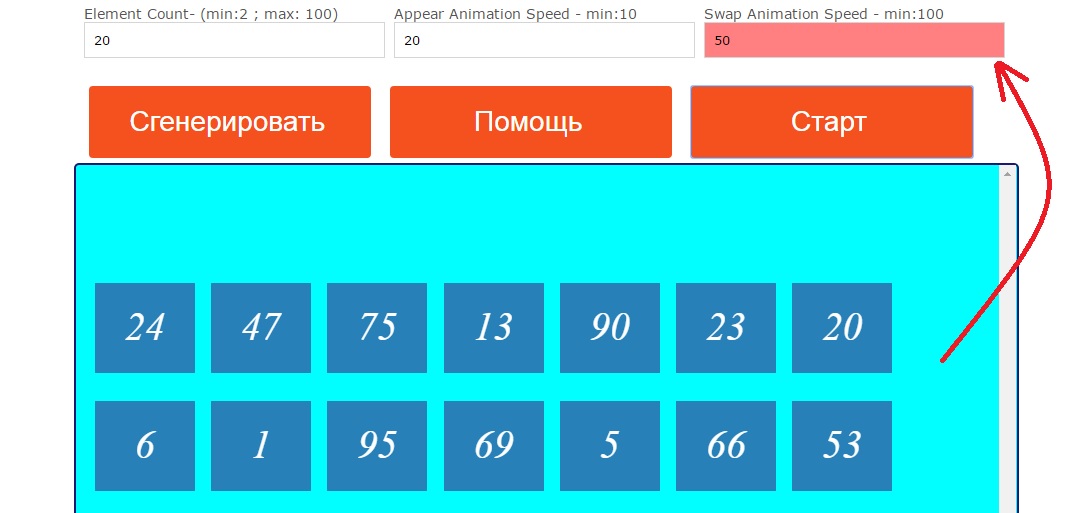 Element Count- (min:2 ; max: 100) Appear Animation Speed - min:10 Swap Animation Speed - min:100
20 20 50
Сгенерировать Помощь Старт
24 47 75 13 90 23 20
6 1 95 69 5 66 53